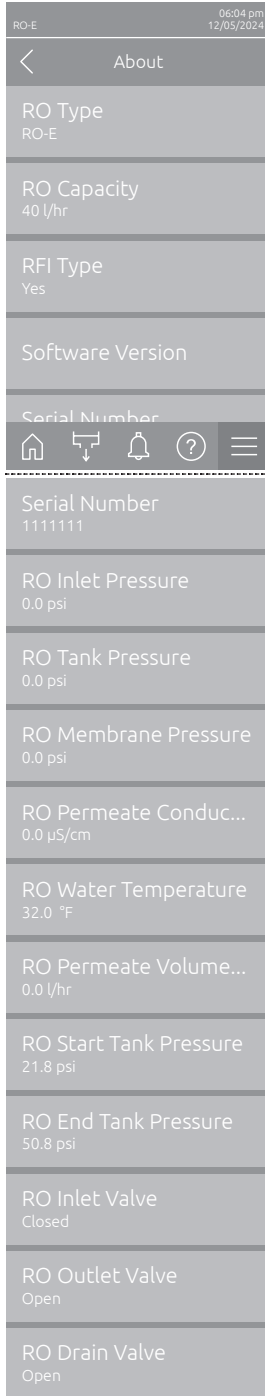 06:04 pm
RO-E 12/05/2024
About
RO Type
RO-E
RO Capacity
40 l/hr
RFI Type
Yes
Software Version
Serial Number
?
Serial Number
1111111
RO Inlet Pressure
0.0 psi
RO Tank Pressure
0.0 psi
RO Membrane Pressure
0.0 psi
RO Permeate Conduc...
0.0 µS/cm
RO Water Temperature
32.0 °F
RO Permeate Volume...
0.0 l/hr
RO Start Tank Pressure
21.8 psi
RO End Tank Pressure
50.8 psi
RO Inlet Valve
Closed
RO Outlet Valve
Open
RO Drain Valve
Open